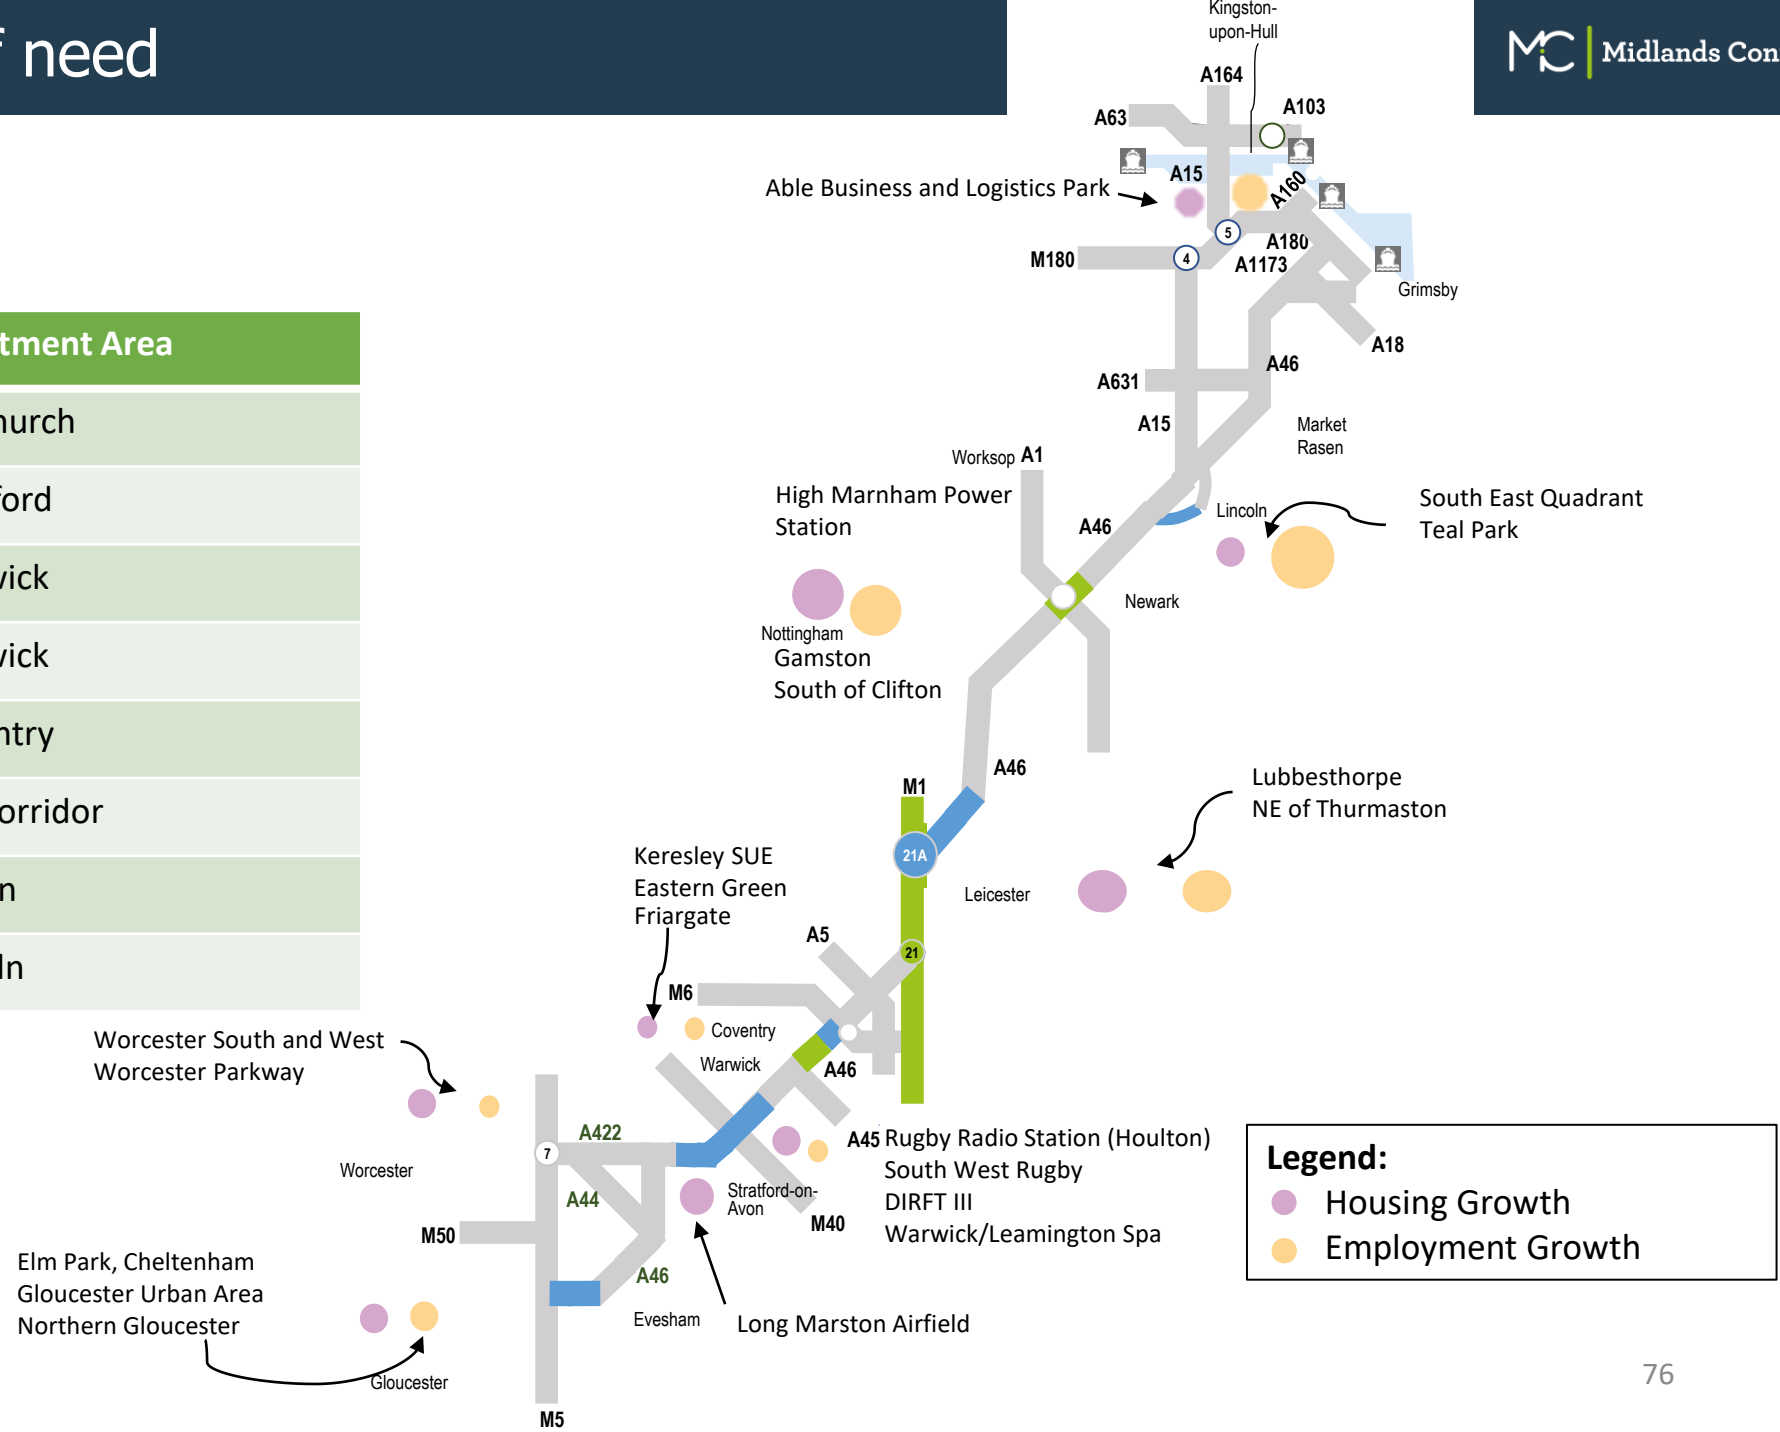 need
Midlands Con
tment Area
hurch
ford
wick
wick
ntry
orridor
n
ln
Kingston-
upon-Hull
A164
A63
A103
A15
A160
Able Business and Logistics Park
5
4
M180
A180
A1173
Grimsby
A18
A46
A631
A15
Market
Rasen
Worksop
A1
High Marnham Power
Station
A46
Lincoln
South East Quadrant
Teal Park
Newark
Nottingham
Gamston
South of Clifton
A46
M1
21A
Lubbesthorpe
NE of Thurmaston
Leicester
Keresley SUE
Eastern Green
Friargate
A5
21
M6
Coventry
Warwick
A46
Worcester South and West
Worcester Parkway
A422
7
Worcester
A44
M50
A45
Rugby Radio Station (Houlton)
South West Rugby
DIRFT III
Warwick/Leamington Spa
Stratford-on-
Avon
M40
Elm Park, Cheltenham
Gloucester Urban Area
Northern Gloucester
A46
Evesham
Long Marston Airfield
Gloucester
M5
Legend:
Housing Growth
Employment Growth
76